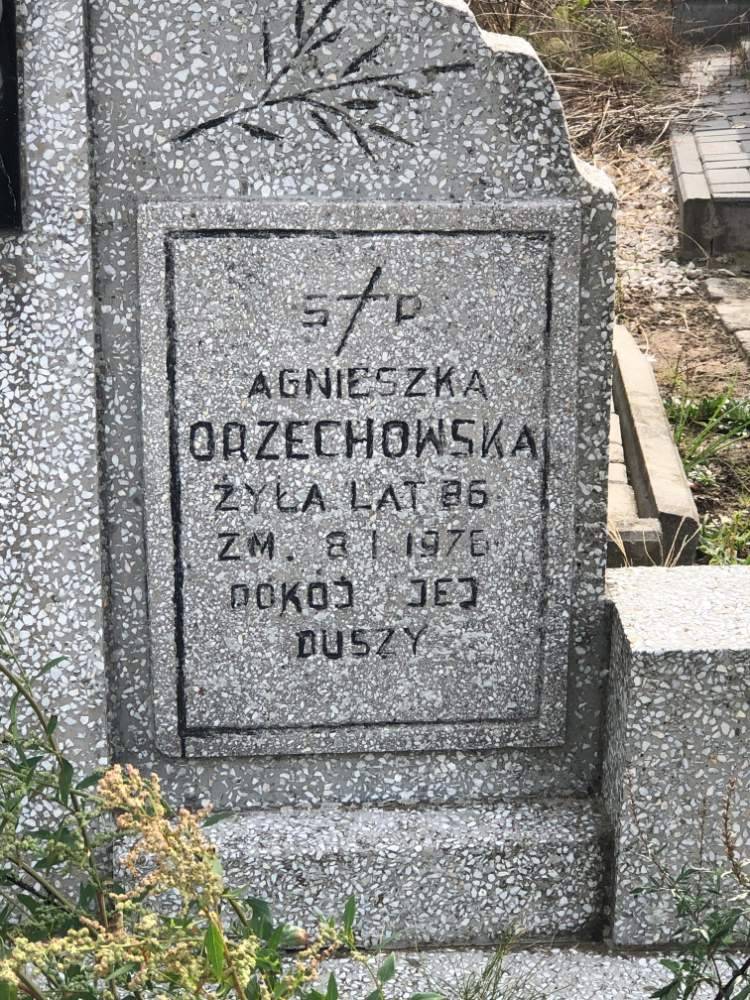 S P
AGNIESZKA
ORZECHOWSKA
ŻYŁA LAT 86
ZM. 8 I 1976
POKÓJ JEJ
DUSZY